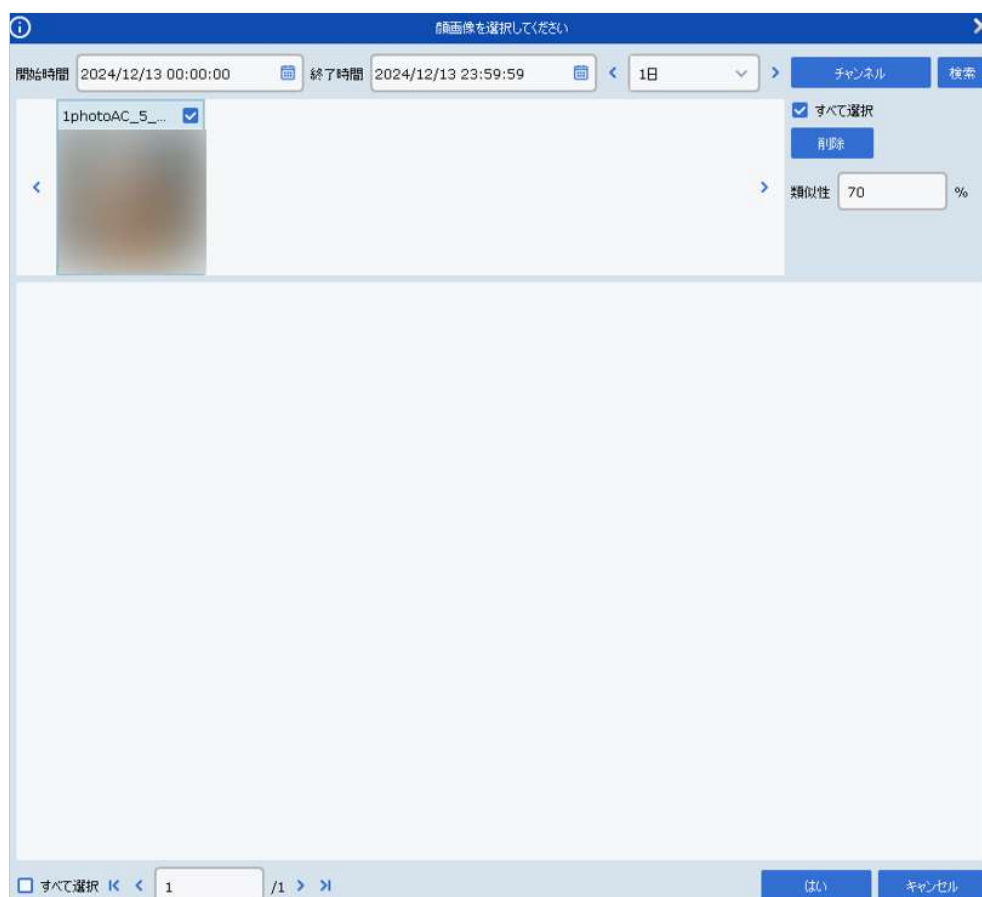 顔画像を選択してください
開始時間 2024/12/13 00:00:00 終了時間 2024/12/13 23:59:59 1日 チャンネル 検索
1photoAC_5_... すべて選択
削除
類似性 70 %
すべて選択 1 /1 はい キャンセル